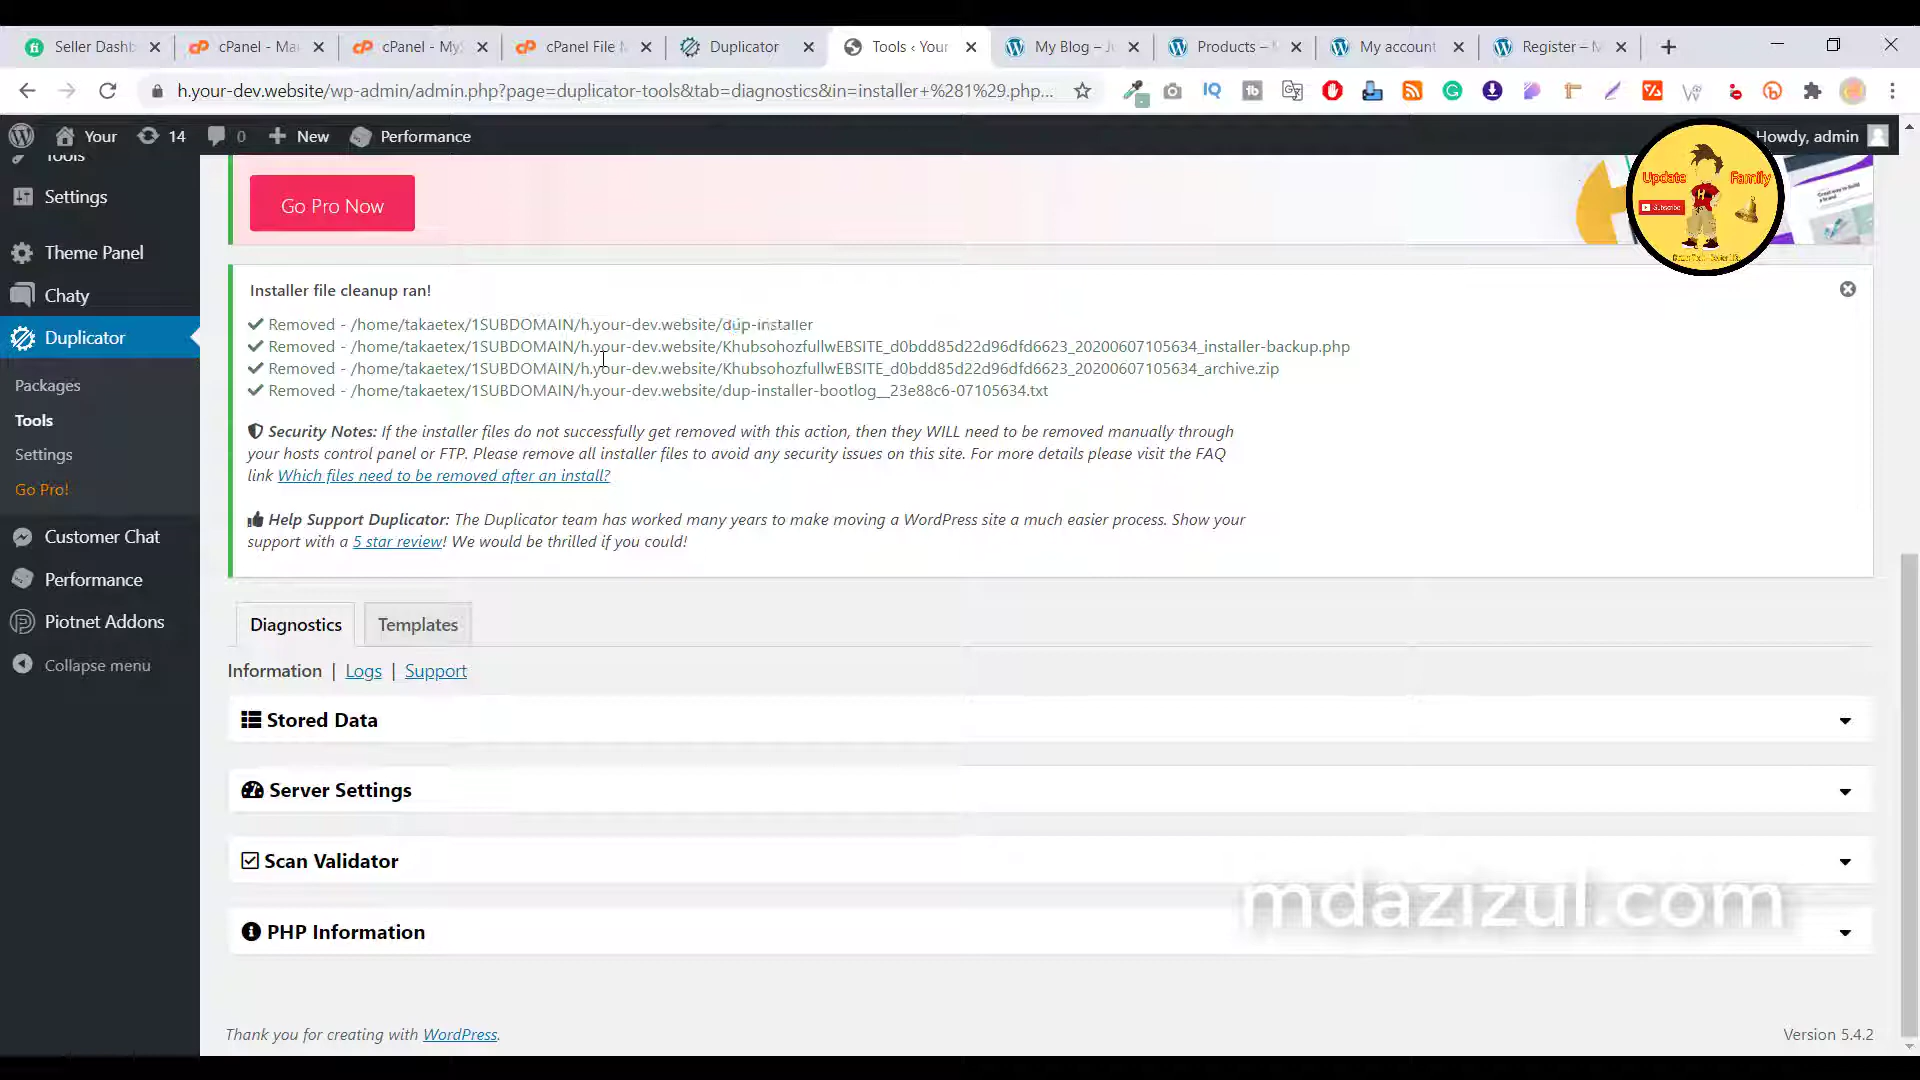 Seller Dashb
cPanel - Ma
cPanel - My
cPanel File M
Duplicator
Tools ‹ Your
My Blog – Ju
Products – M
My account
Register – M
h.your-dev.website/wp-admin/admin.php?page=duplicator-tools&tab=diagnostics&in=installer+%281%29.php...
Your
14
0
New
Performance
Howdy, admin
Tools
Settings
Theme Panel
Chaty
Duplicator
Packages
Tools
Settings
Go Pro!
Customer Chat
Performance
Piotnet Addons
Collapse menu
Go Pro Now
Update Family
Subscribe
Installer file cleanup ran!
Removed - /home/takaetex/1SUBDOMAIN/h.your-dev.website/dup-installer
Removed - /home/takaetex/1SUBDOMAIN/h.your-dev.website/KhubsohozfullwEBSITE_d0bdd85d22d96dfd6623_20200607105634_installer-backup.php
Removed - /home/takaetex/1SUBDOMAIN/h.your-dev.website/KhubsohozfullwEBSITE_d0bdd85d22d96dfd6623_20200607105634_archive.zip
Removed - /home/takaetex/1SUBDOMAIN/h.your-dev.website/dup-installer-bootlog__23e88c6-07105634.txt
Security Notes: If the installer files do not successfully get removed with this action, then they WILL need to be removed manually through
your hosts control panel or FTP. Please remove all installer files to avoid any security issues on this site. For more details please visit the FAQ
link Which files need to be removed after an install?
Help Support Duplicator: The Duplicator team has worked many years to make moving a WordPress site a much easier process. Show your
support with a 5 star review! We would be thrilled if you could!
Diagnostics
Templates
Information | Logs | Support
Stored Data
Server Settings
Scan Validator
PHP Information
mdazizul.com
Thank you for creating with WordPress.
Version 5.4.2